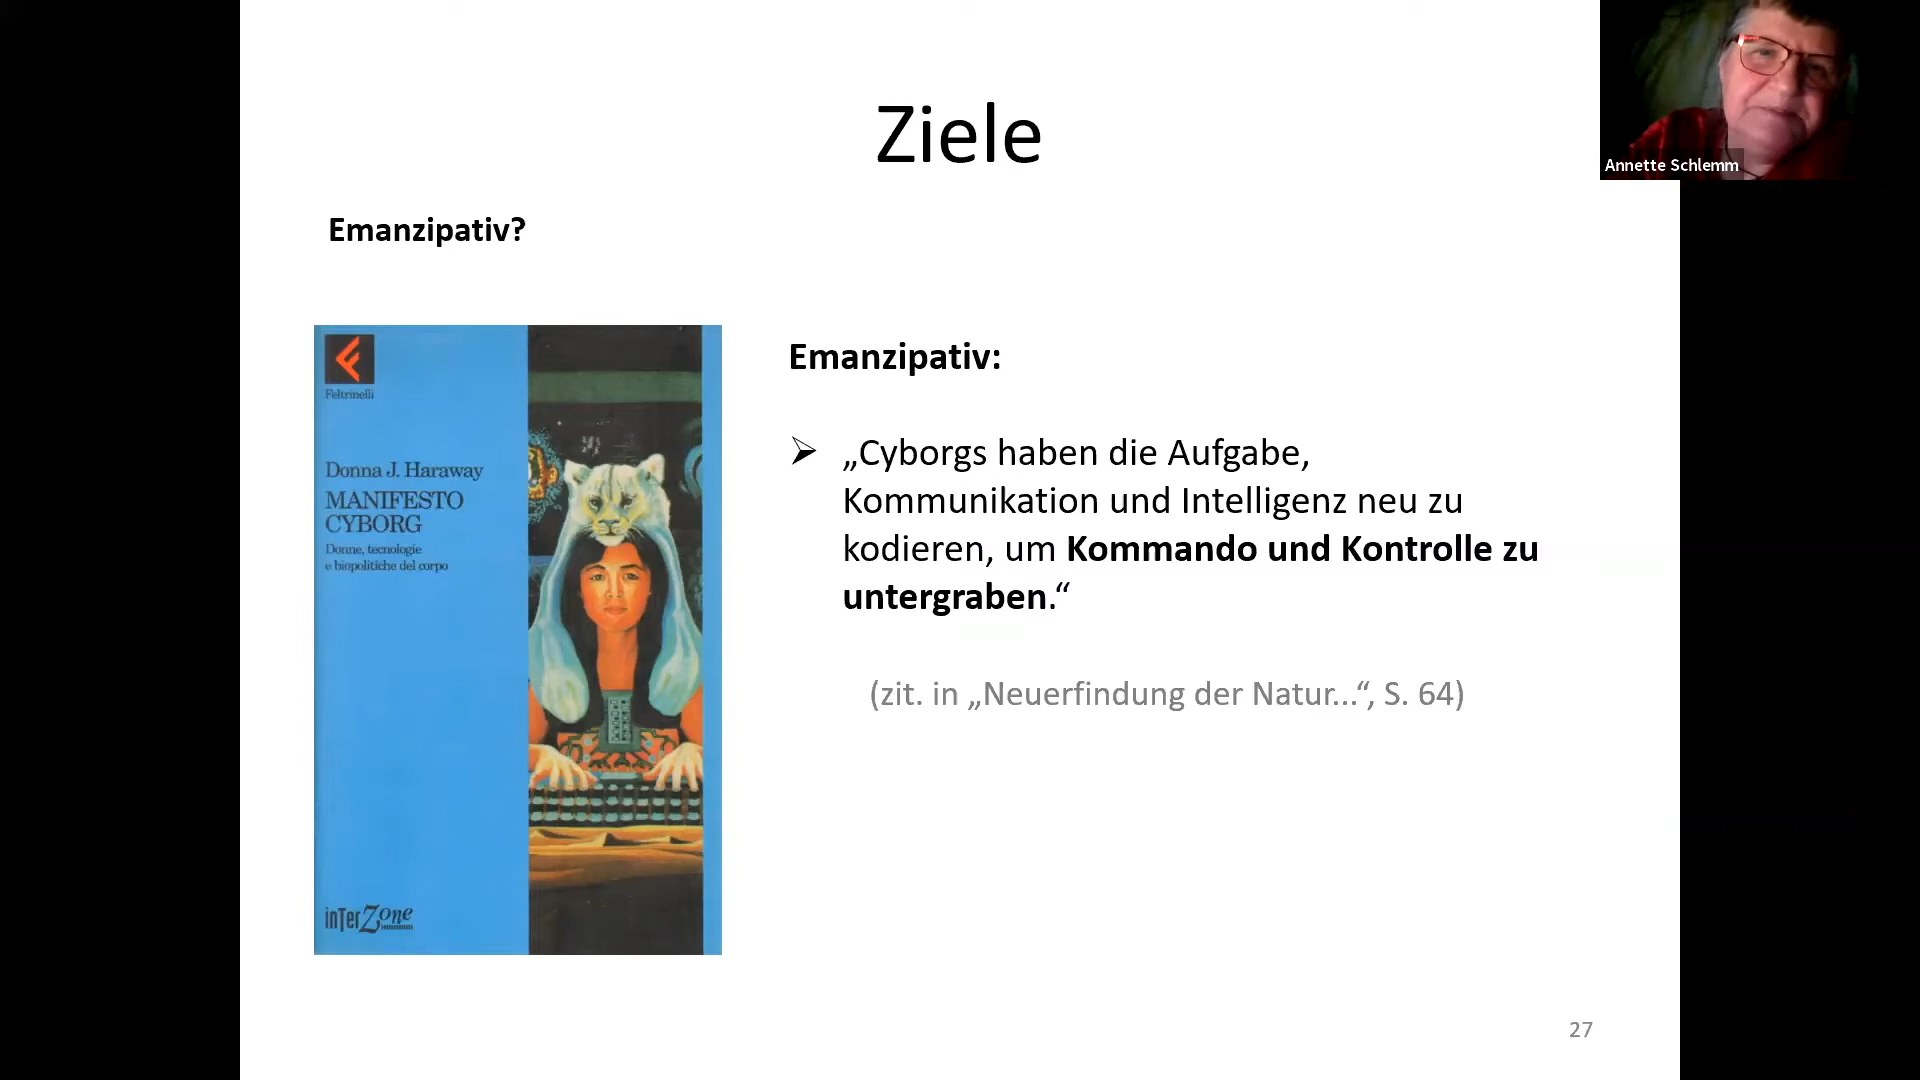 Ziele
Annette Schlemm
Emanzipativ?
Feltrinelli
Donna J. Haraway
MANIFESTO
CYBORG
Donne, tecnologie
e biopolitiche del corpo
inTerZone
Emanzipativ:
„Cyborgs haben die Aufgabe,
Kommunikation und Intelligenz neu zu
kodieren, um Kommando und Kontrolle zu
untergraben.“
(zit. in „Neuerfindung der Natur...“, S. 64)
27